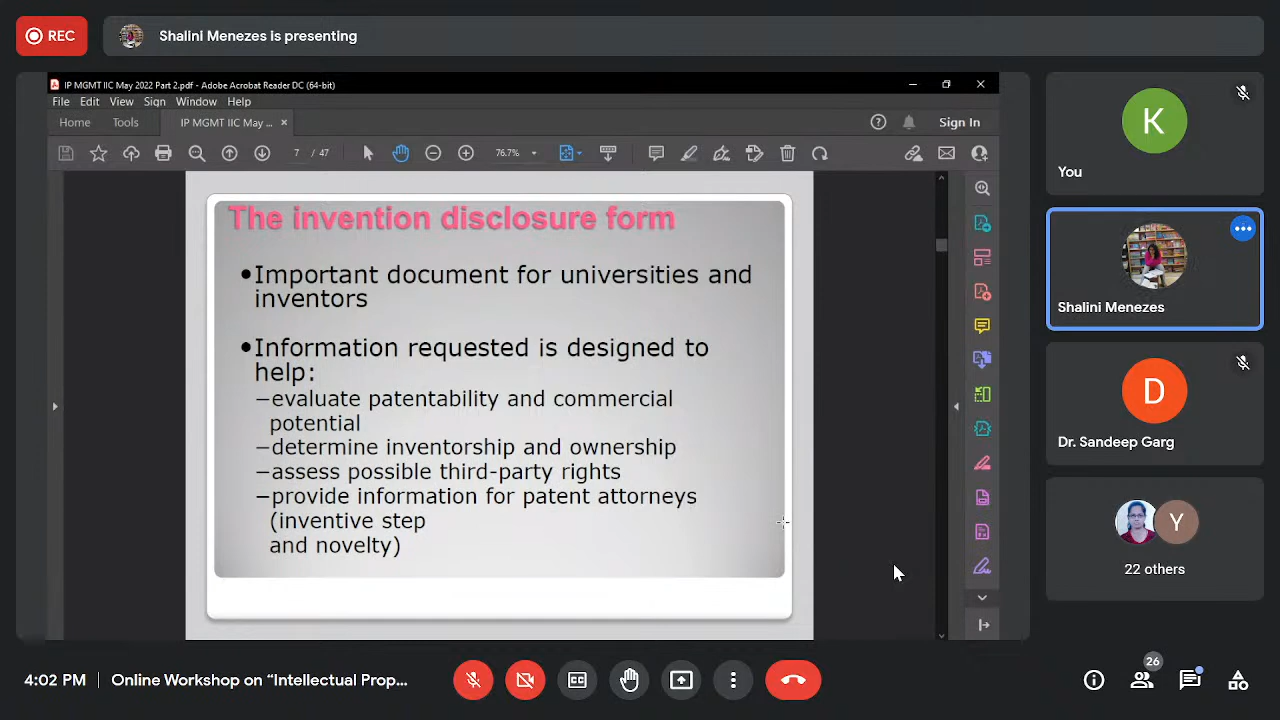 REC
Shalini Menezes is presenting
IP MGMT IIC May 2022 Part 2.pdf - Adobe Acrobat Reader DC (64-bit)
File Edit View Sign Window Help
Home Tools IP MGMT IIC May ... × Sign In
7 / 47 76.7%
The invention disclosure form
•Important document for universities and
inventors
•Information requested is designed to
help:
–evaluate patentability and commercial
potential
–determine inventorship and ownership
–assess possible third-party rights
–provide information for patent attorneys
(inventive step
and novelty)
K
You
Shalini Menezes
D
Dr. Sandeep Garg
Y
22 others
4:02 PM | Online Workshop on “Intellectual Prop...
26